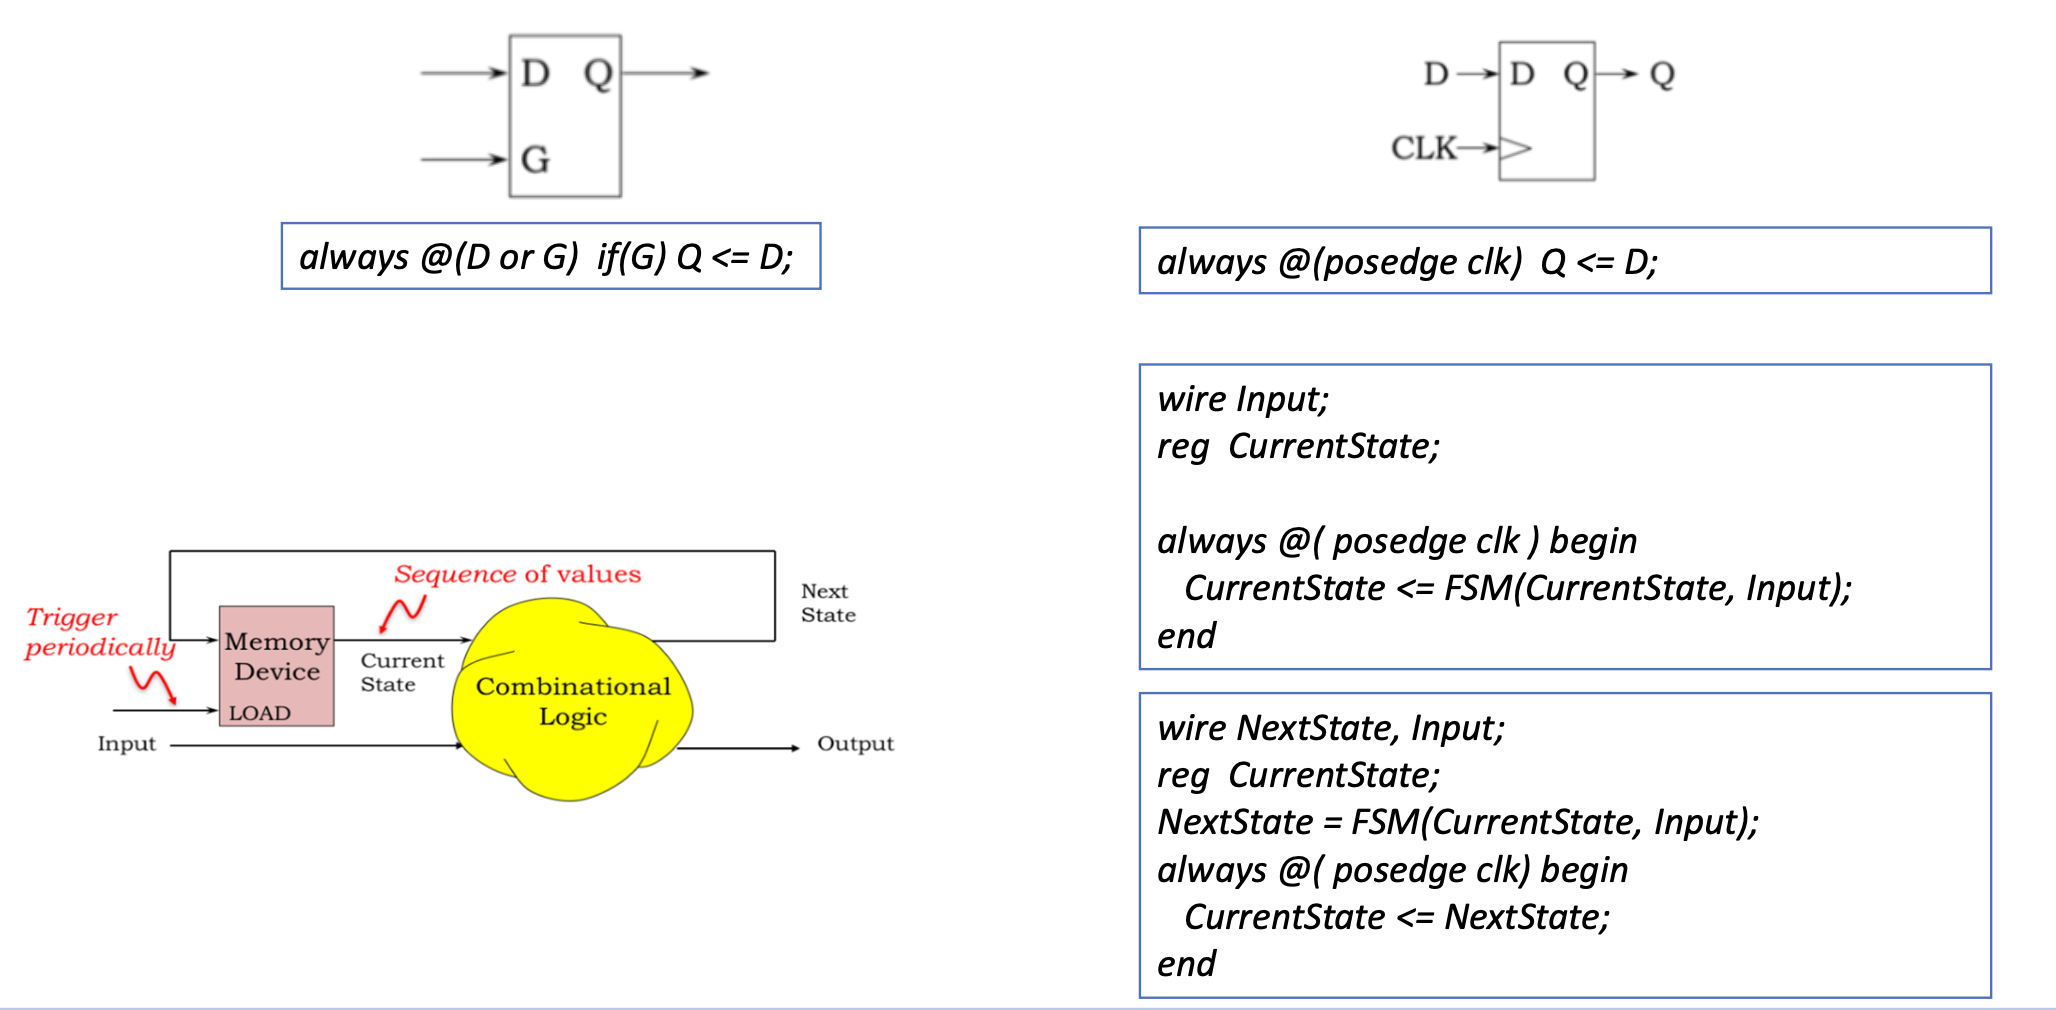 D Q
G
always @(D or G)  if(G) Q <= D;
D D Q Q
CLK
always @(posedge clk)  Q <= D;
Sequence of values
Next
State
Trigger
periodically
Memory
Device
LOAD
Current
State
Combinational
Logic
Input
Output
wire Input;
reg  CurrentState;
always @( posedge clk ) begin
CurrentState <= FSM(CurrentState, Input);
end
wire NextState, Input;
reg  CurrentState;
NextState = FSM(CurrentState, Input);
always @( posedge clk) begin
CurrentState <= NextState;
end